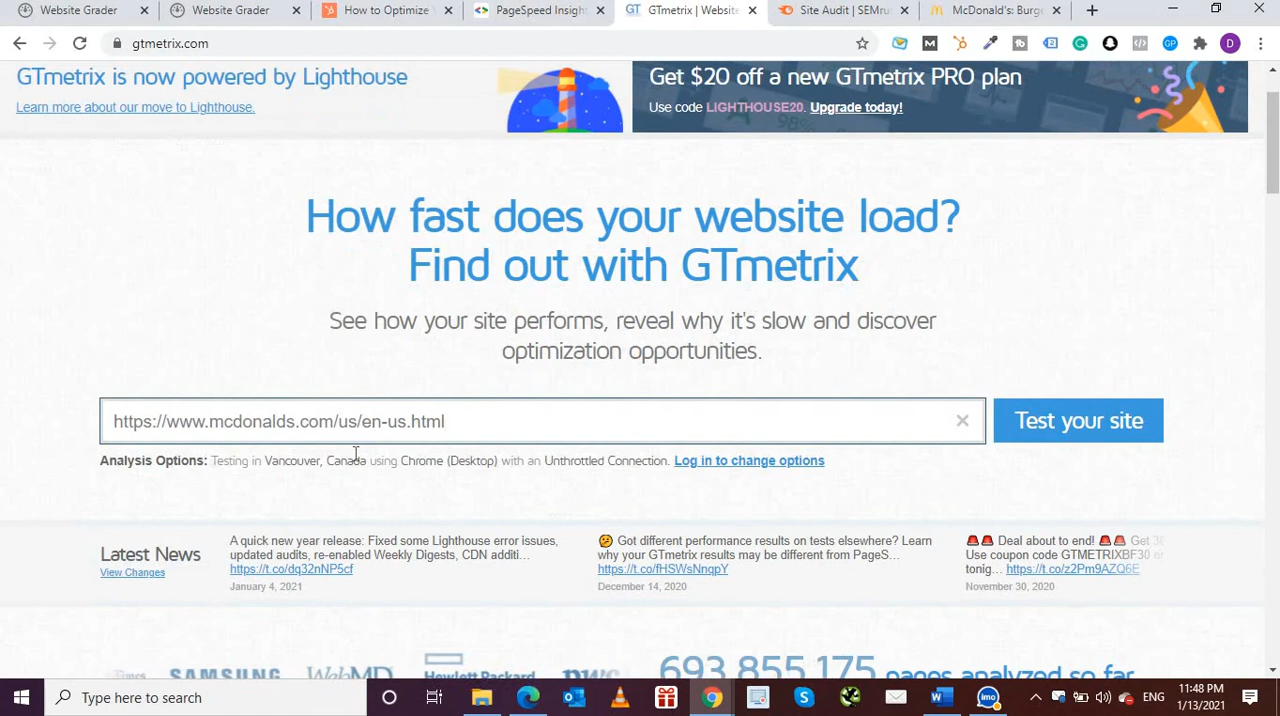 Website Grader
Website Grader
How to Optimize
PageSpeed Insigh
GTmetrix | Website
Site Audit | SEMru
McDonald's: Burge
gtmetrix.com
GTmetrix is now powered by Lighthouse
Learn more about our move to Lighthouse.
Get $20 off a new GTmetrix PRO plan
Use code LIGHTHOUSE20. Upgrade today!
How fast does your website load?
Find out with GTmetrix
See how your site performs, reveal why it's slow and discover
optimization opportunities.
https://www.mcdonalds.com/us/en-us.html
Test your site
Analysis Options: Testing in Vancouver, Canada using Chrome (Desktop) with an Unthrottled Connection. Log in to change options
Latest News
View Changes
A quick new year release: Fixed some Lighthouse error issues,
updated audits, re-enabled Weekly Digests, CDN additi...
https://t.co/dq32nNP5cf
January 4, 2021
🤔 Got different performance results on tests elsewhere? Learn
why your GTmetrix results may be different from PageS...
https://t.co/fHSWsNnqpY
December 14, 2020
🚨🚨 Deal about to end! 🚨🚨 Get
Use coupon code GTMETRIXBF30
tonig... https://t.co/z2Pm9AZQ6E
November 30, 2020
SAMSUNG
WebMD
Hewlett Packard
pwc
693,855,175 pages analyzed so far
Type here to search
ENG
11:48 PM
1/13/2021